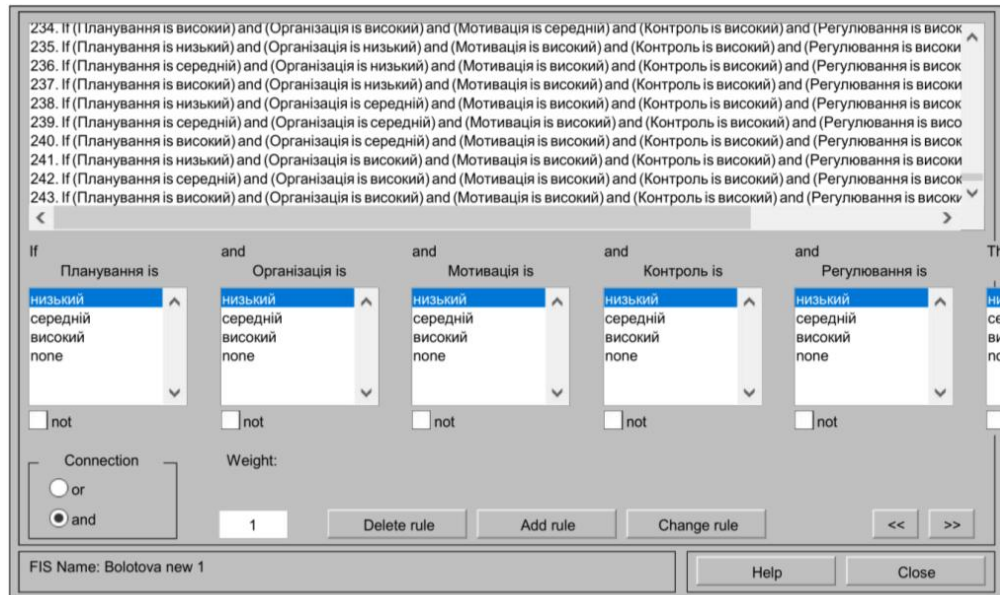 234. If (Планування is високий) and (Організація is високий) and (Мотивація is середній) and (Контроль is високий) and (Регулювання is висок
235. If (Планування is низький) and (Організація is низький) and (Мотивація is високий) and (Контроль is високий) and (Регулювання is високи
236. If (Планування is середній) and (Організація is низький) and (Мотивація is високий) and (Контроль is високий) and (Регулювання is висок
237. If (Планування is високий) and (Організація is низький) and (Мотивація is високий) and (Контроль is високий) and (Регулювання is високи
238. If (Планування is низький) and (Організація is середній) and (Мотивація is високий) and (Контроль is високий) and (Регулювання is висок
239. If (Планування is середній) and (Організація is середній) and (Мотивація is високий) and (Контроль is високий) and (Регулювання is висо
240. If (Планування is високий) and (Організація is середній) and (Мотивація is високий) and (Контроль is високий) and (Регулювання is висок
241. If (Планування is низький) and (Організація is високий) and (Мотивація is високий) and (Контроль is високий) and (Регулювання is високи
242. If (Планування is середній) and (Організація is високий) and (Мотивація is високий) and (Контроль is високий) and (Регулювання is висок
243. If (Планування is високий) and (Організація is високий) and (Мотивація is високий) and (Контроль is високий) and (Регулювання is високи
If and and and and Th
Планування is Організація is Мотивація is Контроль is Регулювання is
низький низький низький низький низький ни
середній середній середній середній середній се
високий високий високий високий високий ви
none none none none none no
not not not not not
Connection Weight:
or
and 1 Delete rule Add rule Change rule << >>
FIS Name: Bolotova new 1 Help Close